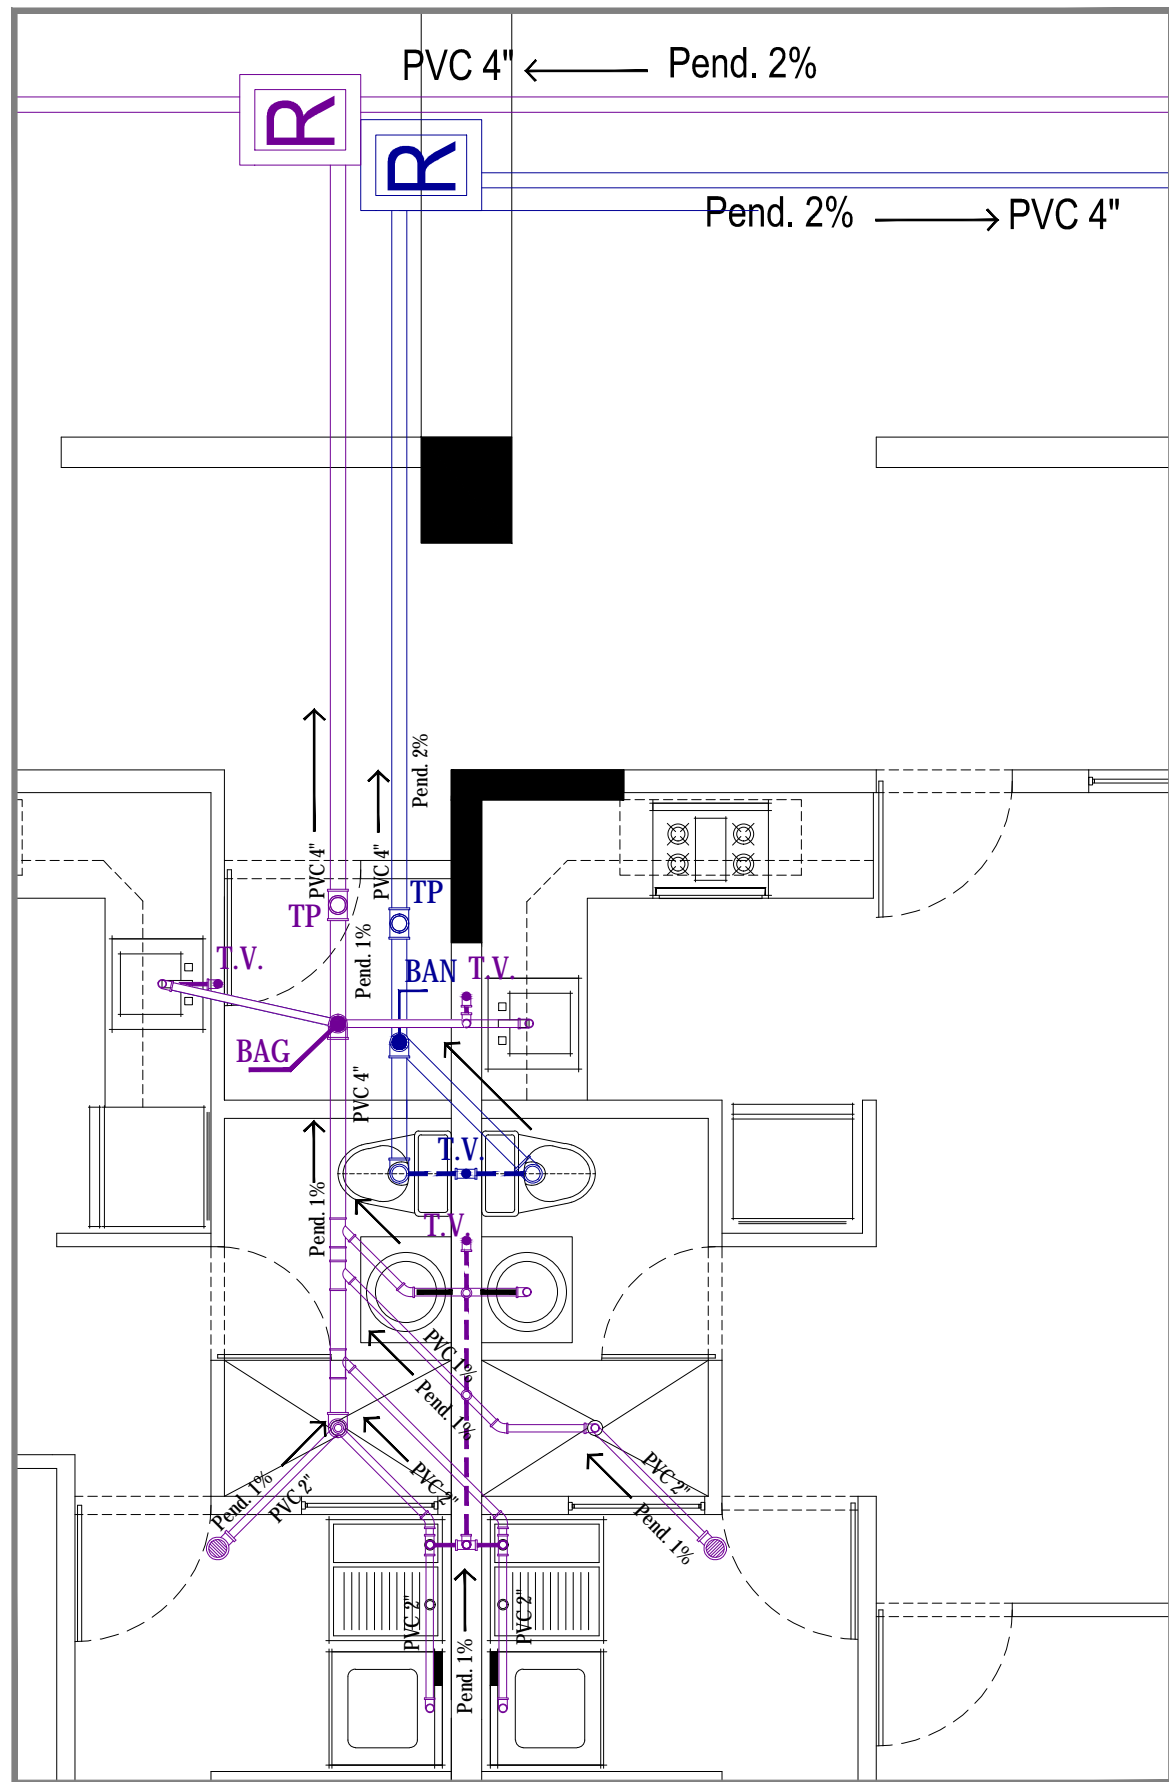 PVC 4" Pend. 2%
R
R
Pend. 2% PVC 4"
Pend. 2%
PVC 4"
PVC 4"
TP
TP
Pend. 1%
T.V.
BAN
T.V.
BAG
PVC 4"
T.V.
Pend. 1%
T.V.
PVC 1%
Pend. 1%
Pend. 1%
PVC 2"
PVC 2"
PVC 2"
Pend. 1%
PVC 2"
PVC 2"
Pend. 1%